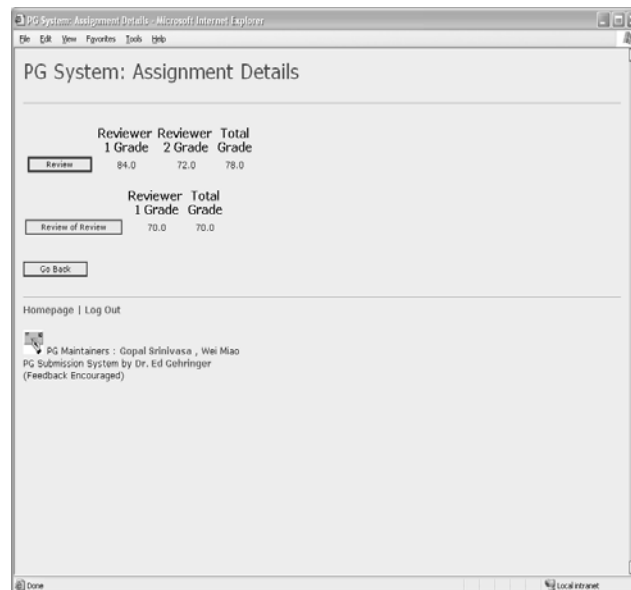 PG System: Assignment Details - Microsoft Internet Explorer
File Edit View Favorites Tools Help
PG System: Assignment Details
Reviewer Reviewer Total
1 Grade 2 Grade Grade
Review 84.0 72.0 78.0
Reviewer Total
1 Grade Grade
Review of Review 70.0 70.0
Go Back
Homepage | Log Out
PG Maintainers : Gopal Srinivasa , Wei Miao
PG Submission System by Dr. Ed Gehringer
(Feedback Encouraged)
Done Local intranet